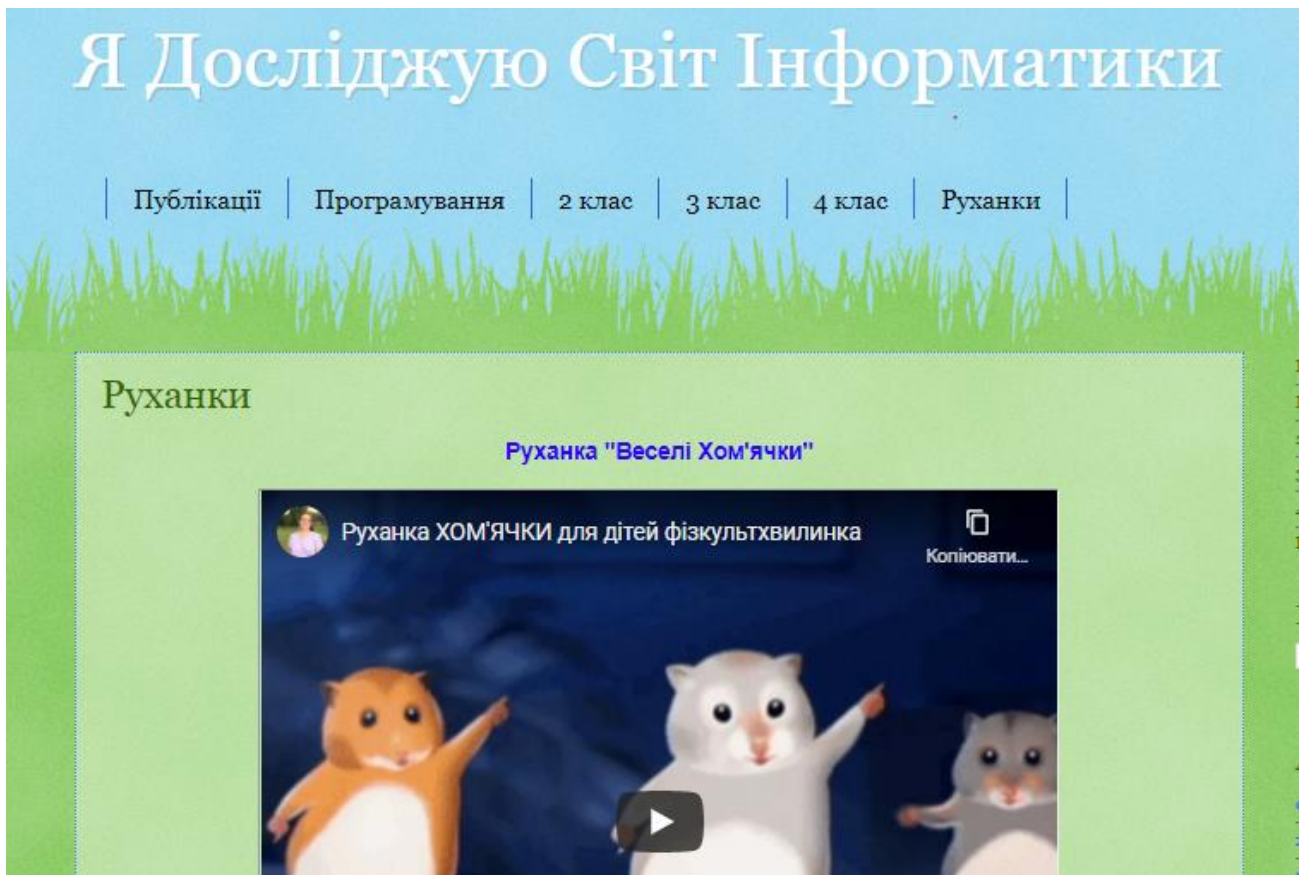 Я Досліджую Світ Інформатики
Публікації Програмування 2 клас 3 клас 4 клас Руханки
Руханки
Руханка "Веселі Хом'ячки"
Руханка ХОМ'ЯЧКИ для дітей фізкультхвилинка
Копіювати...